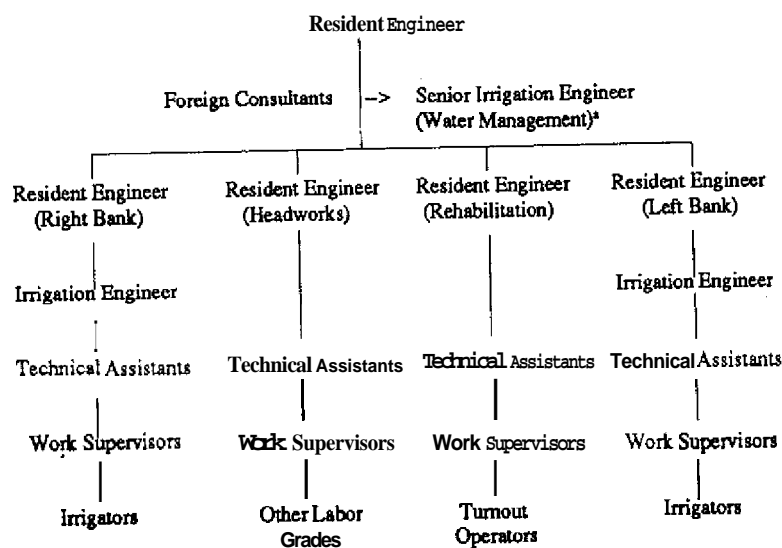 Resident Engineer
Foreign Consultants --> Senior Irrigation Engineer
(Water Management)ª
Resident Engineer Resident Engineer Resident Engineer Resident Engineer
(Right Bank) (Headworks) (Rehabilitation) (Left Bank)
Irrigation Engineer Irrigation Engineer
Technical Assistants Technical Assistants Technical Assistants Technical Assistants
Work Supervisors Work Supervisors Work Supervisors Work Supervisors
Irrigators Other Labor Turnout Irrigators
Grades Operators